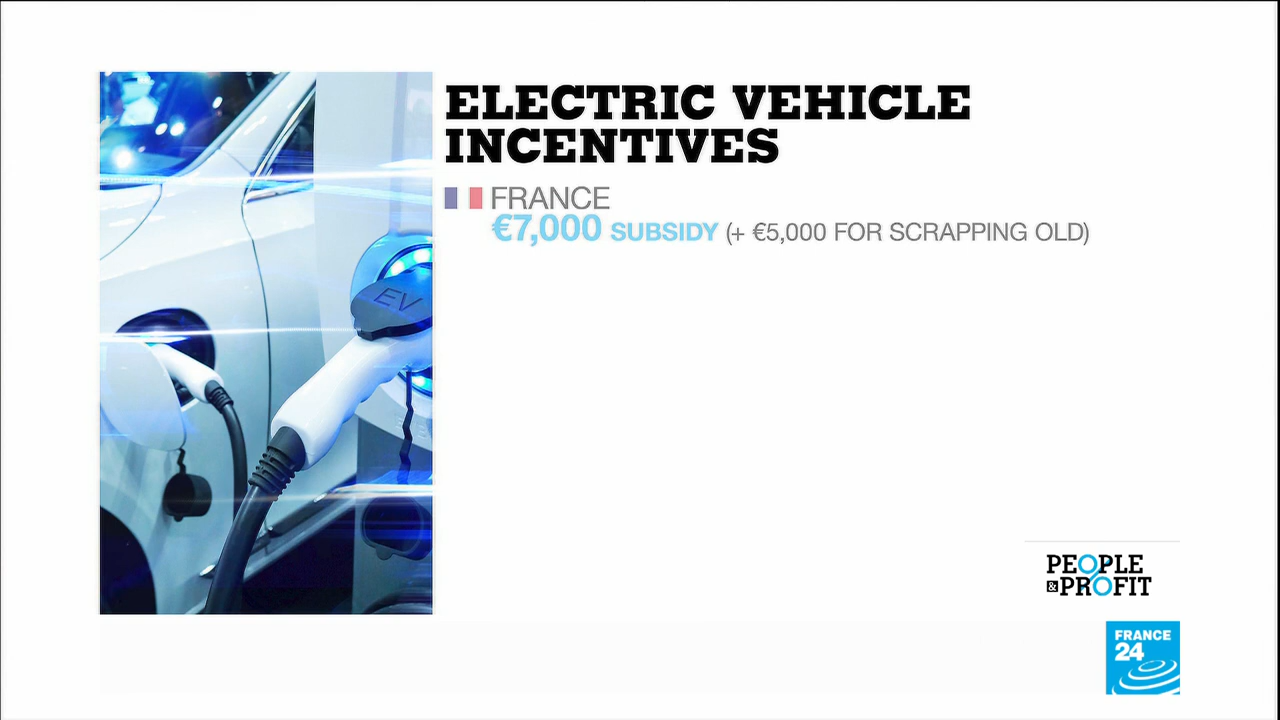 ELECTRIC VEHICLE
INCENTIVES
FRANCE
€7,000 SUBSIDY (+ €5,000 FOR SCRAPPING OLD)
EV
PEOPLE
&PROFIT
FRANCE
24